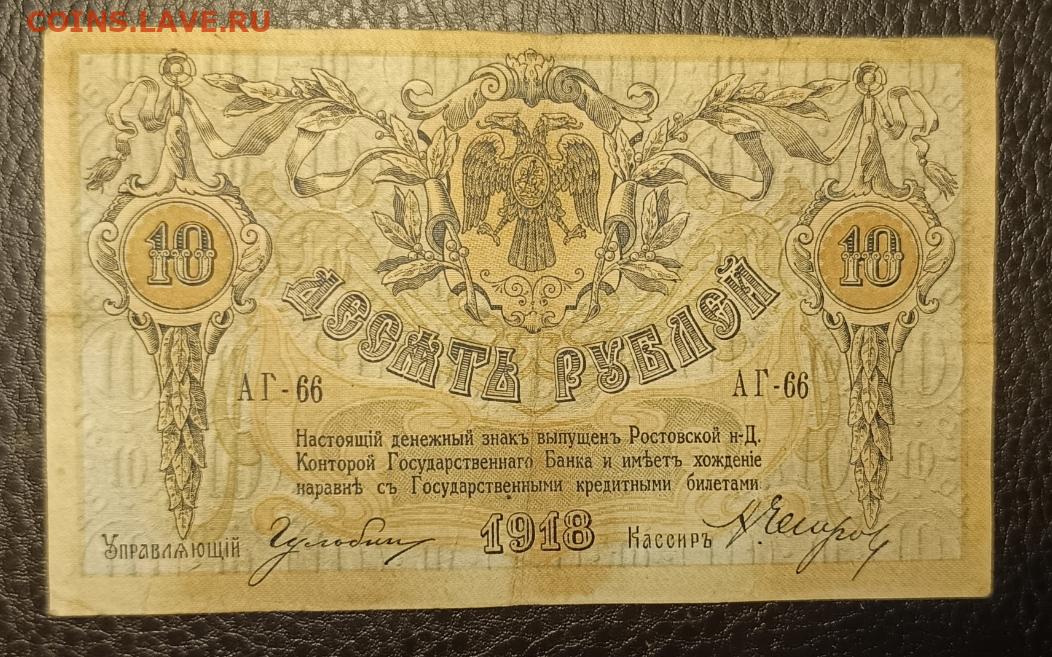 COINS.LAVE.RU
10
10
ДЕСѦТЬ РУБЛЕЙ
АГ-66
АГ-66
Настоящій денежный знакъ выпущенъ Ростовской н-Д.
Конторой Государственнаго Банка и имѣетъ хожденіе
наравнѣ съ Государственными кредитными билетами
Управляющій
1918
Кассиръ